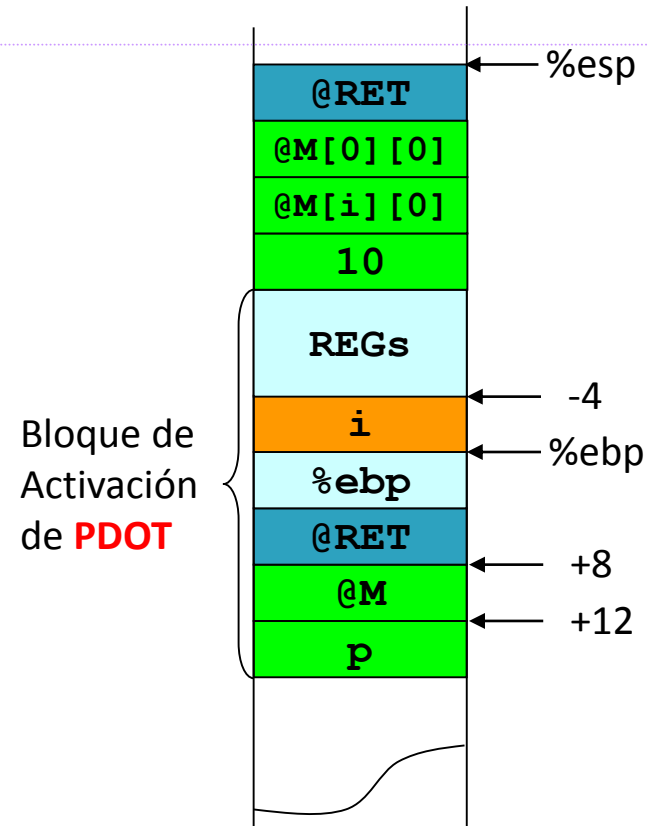 %esp
@RET
@M[0][0]
@M[i][0]
10
REGs
-4
i
%ebp
%ebp
@RET
+8
@M
+12
p
Bloque de
Activación
de PDOT